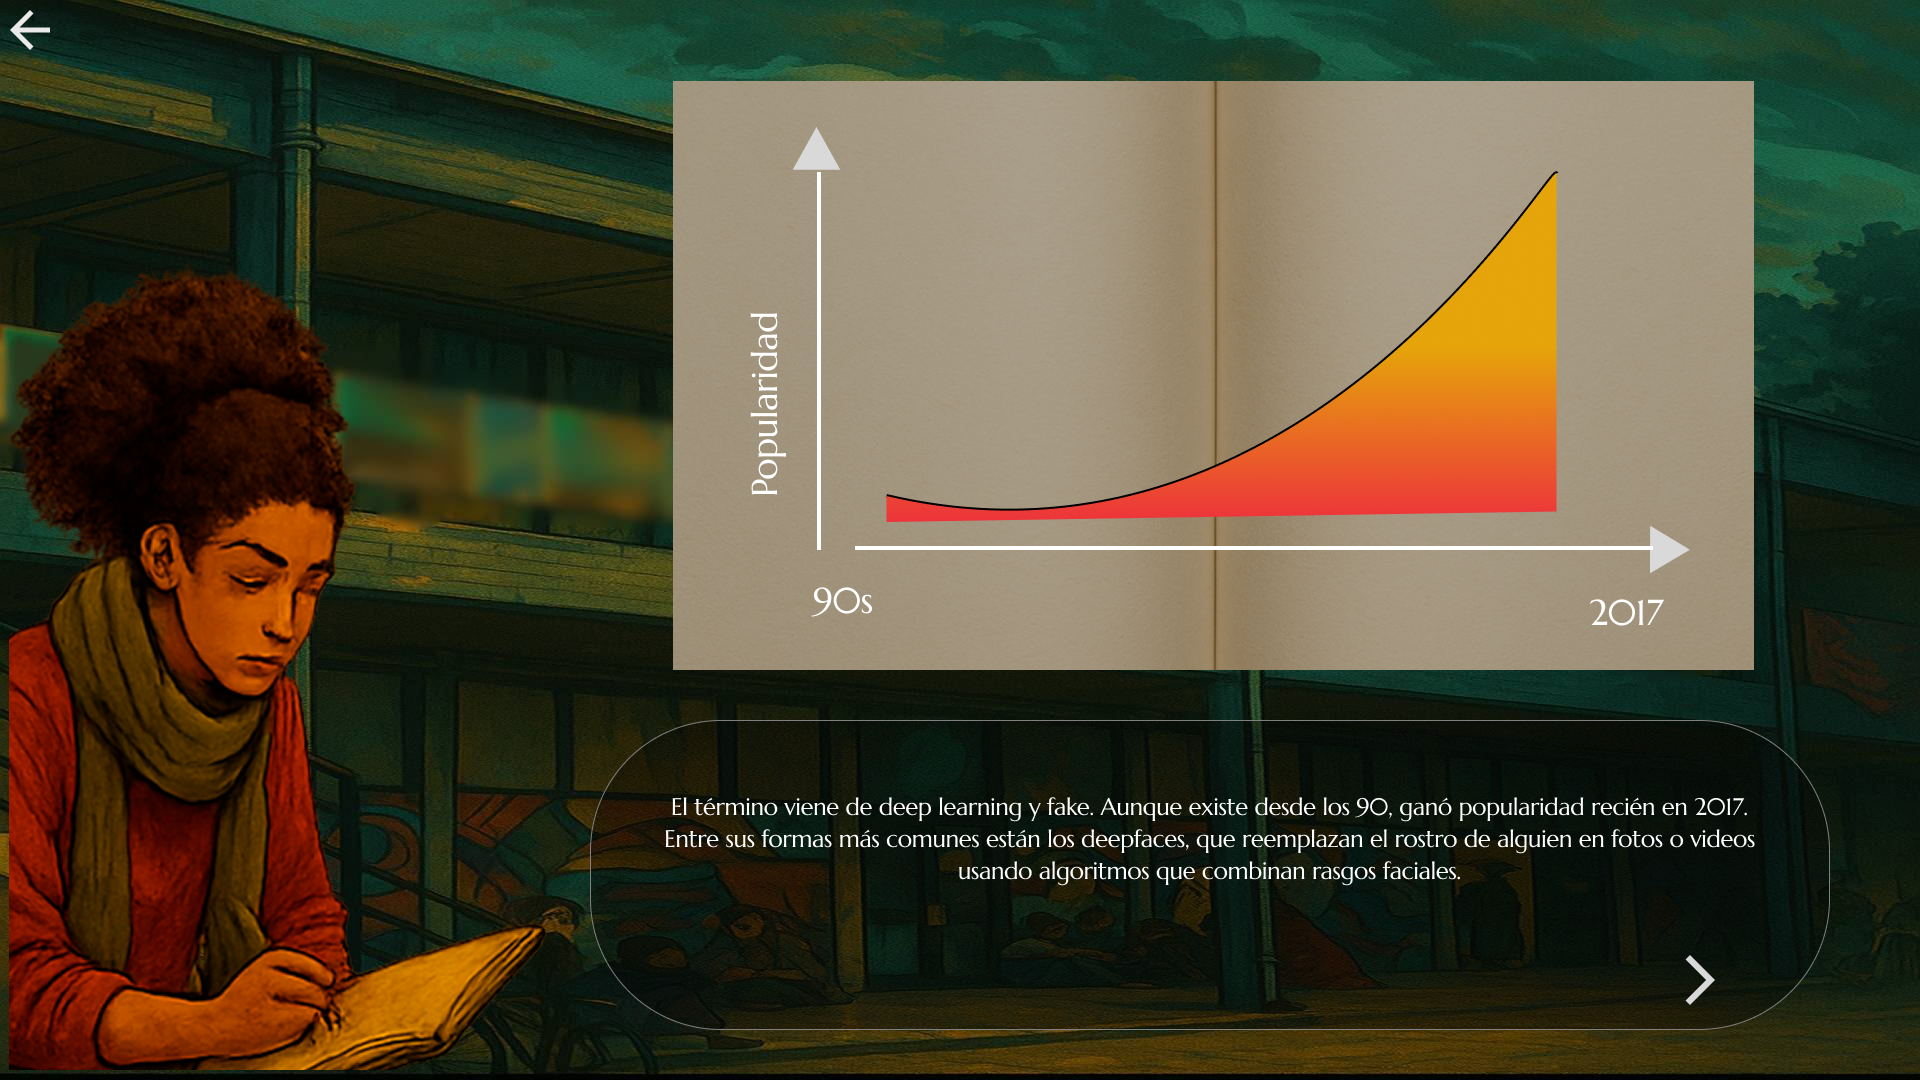 Popularidad
90s
2017
El término viene de deep learning y fake. Aunque existe desde los 90, ganó popularidad recién en 2017.
Entre sus formas más comunes están los deepfaces, que reemplazan el rostro de alguien en fotos o videos
usando algoritmos que combinan rasgos faciales.